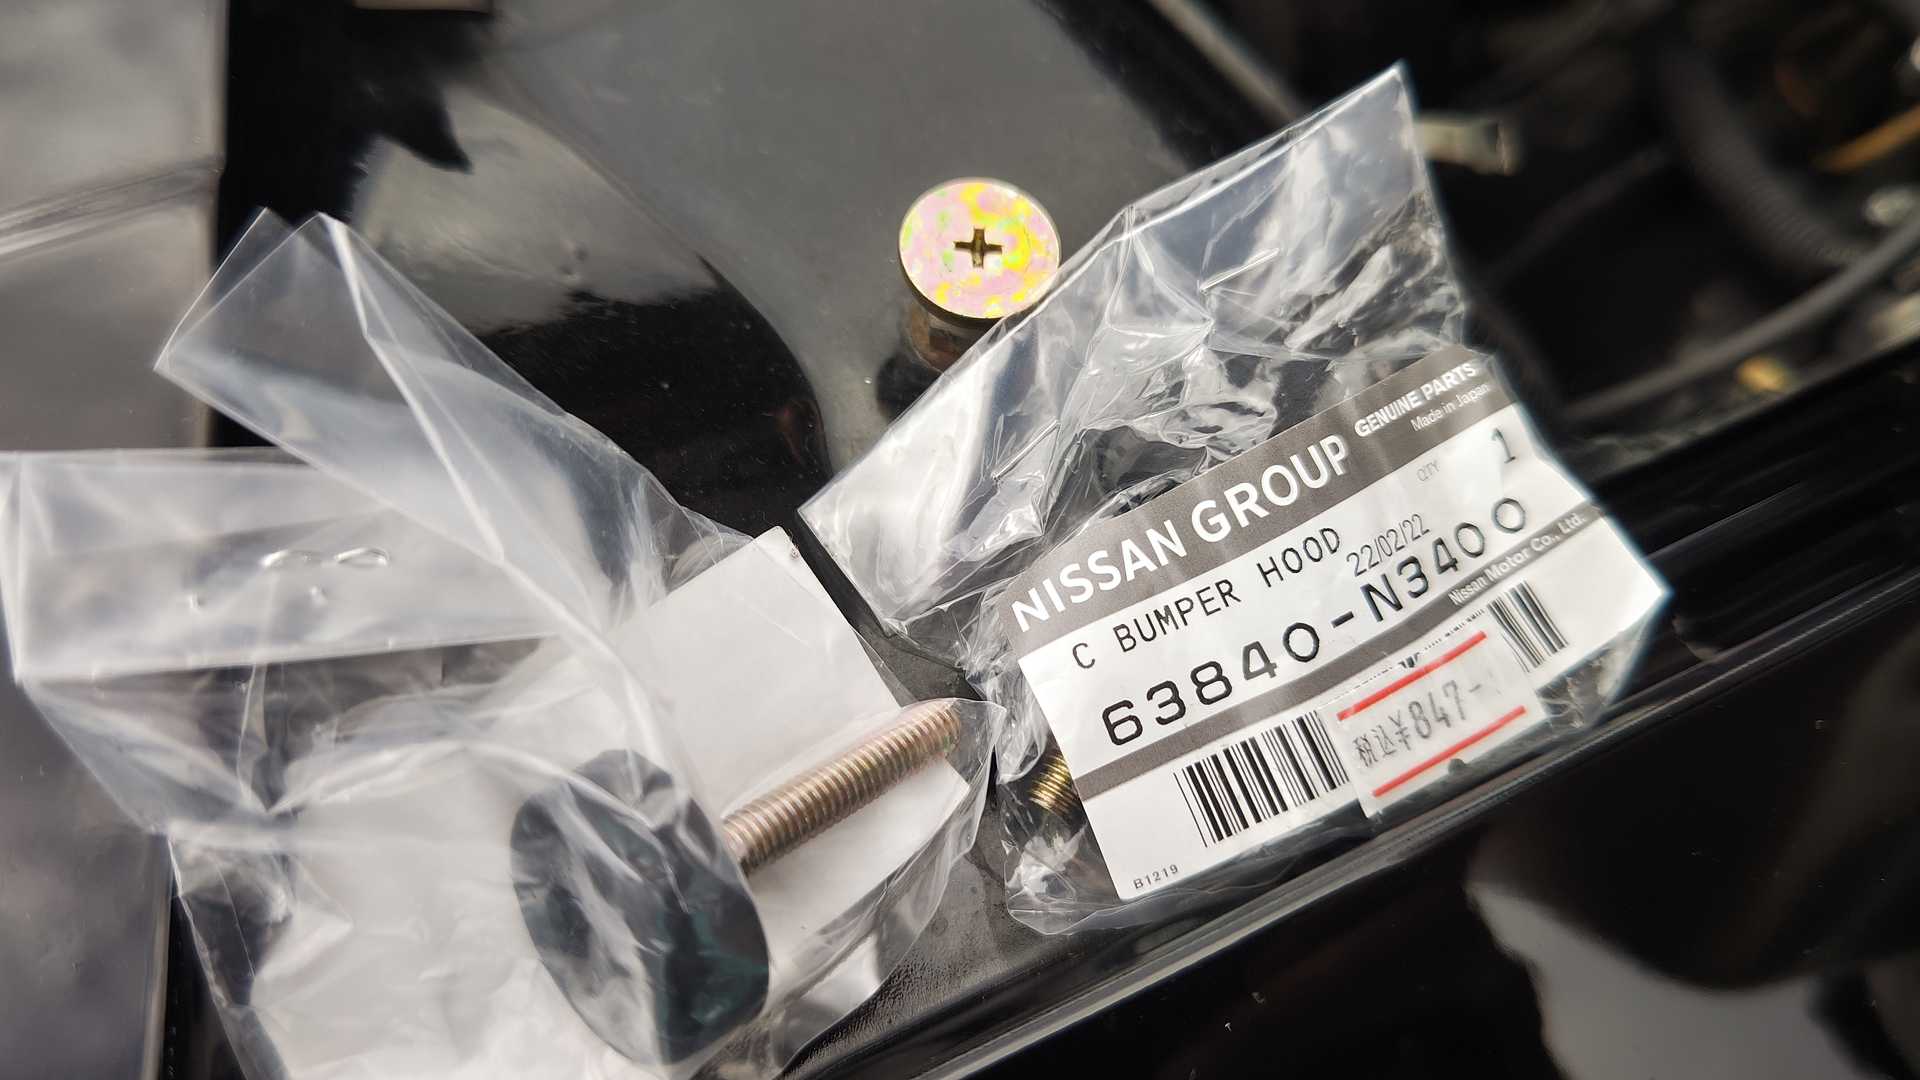 NISSAN GROUP GENUINE PARTS
Made in Japan
QTY 1
C BUMPER HOOD
22/02/22
63840-N3400
Nissan Motor Co., Ltd.
税込¥847-
B1219